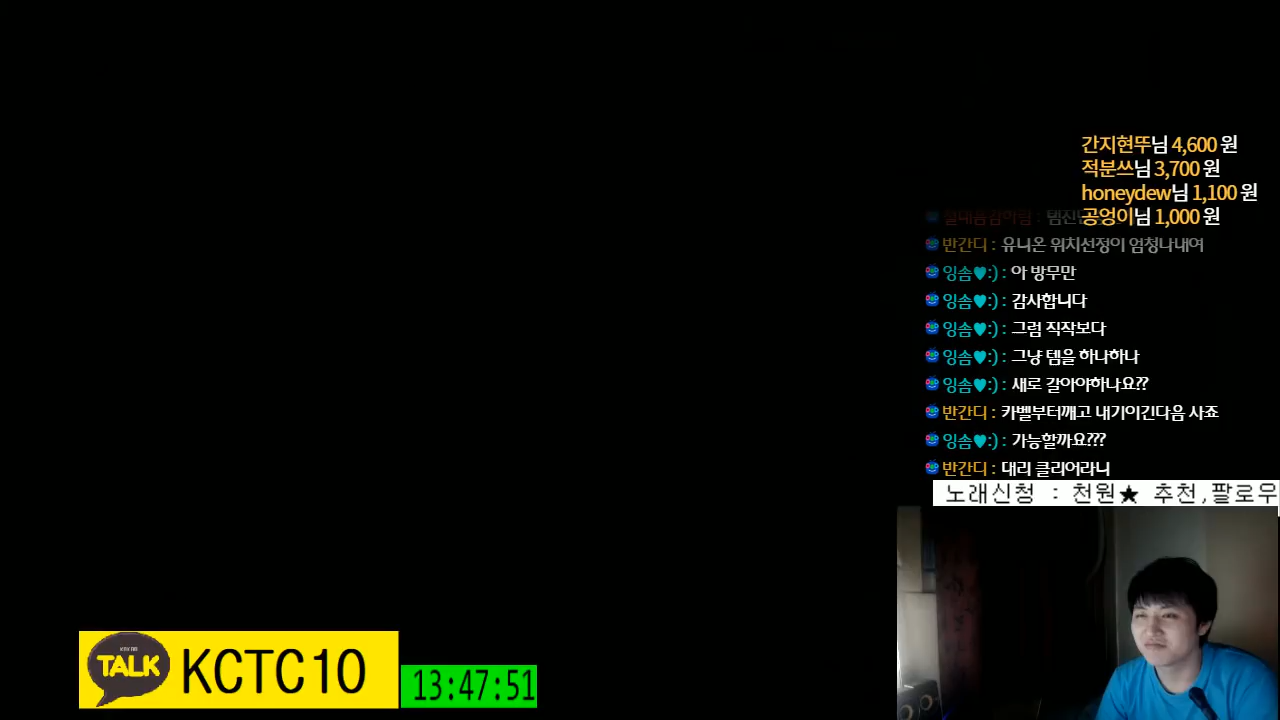 간지현뚜님 4,600 원
적분쓰님 3,700 원
honeydew님 1,100 원
공엉이님 1,000 원
반간디 : 유니온 위치선정이 엄청나내여
잉솜♥:) : 아 방무만
잉솜♥:) : 감사합니다
잉솜♥:) : 그럼 직작보다
잉솜♥:) : 그냥 템을 하나하나
잉솜♥:) : 새로 갈아야하나요??
반간디 : 카벨부터깨고 내기이긴다음 사죠
잉솜♥:) : 가능할까요???
반간디 : 대리 클리어라니
노래신청 : 천원★ 추천,팔로우
TALK KCTC10
13:47:51